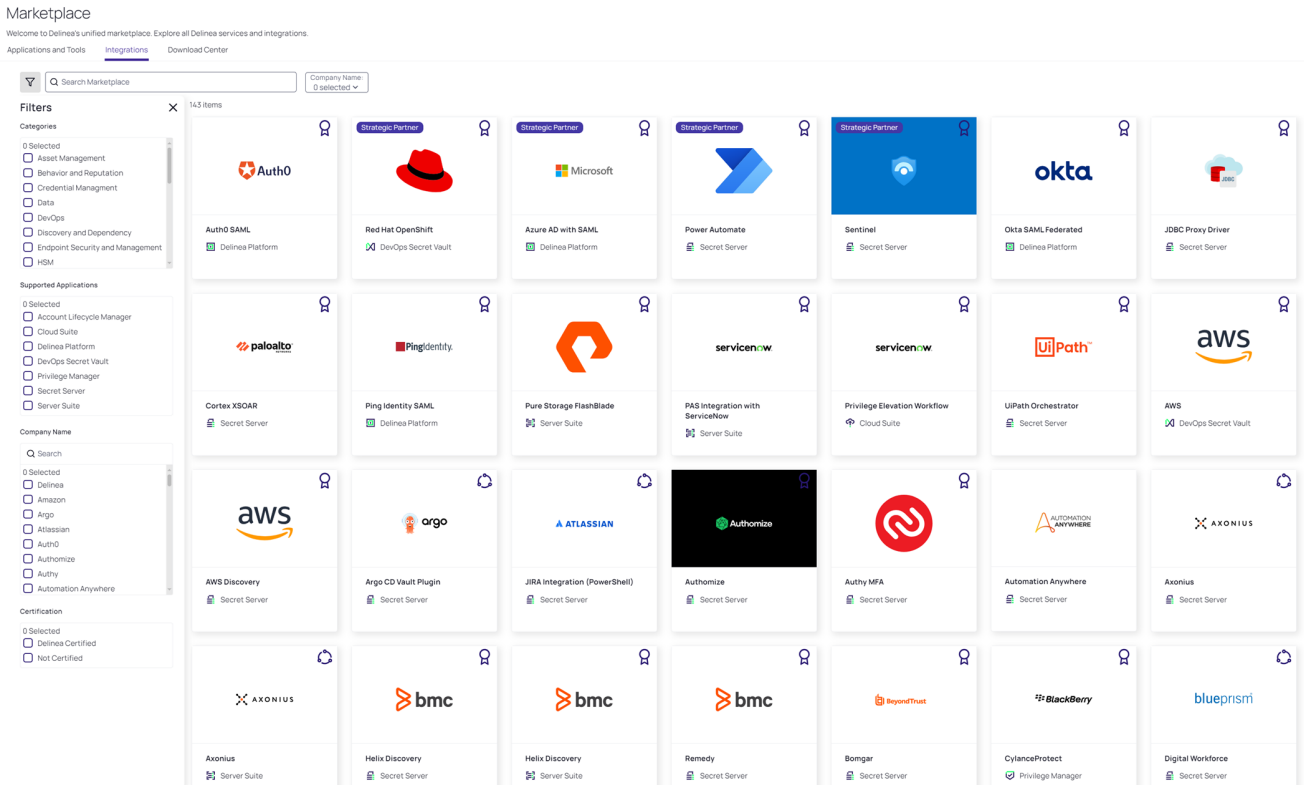 Marketplace
Welcome to Delinea's unified marketplace. Explore all Delinea services and integrations.
Applications and Tools
Integrations
Download Center
Search Marketplace
Company Name:
0 selected
Filters
143 items
Categories
0 Selected
Asset Management
Behavior and Reputation
Credential Managment
Data
DevOps
Discovery and Dependency
Endpoint Security and Management
HSM
Supported Applications
0 Selected
Account Lifecycle Manager
Cloud Suite
Delinea Platform
DevOps Secret Vault
Privilege Manager
Secret Server
Server Suite
Company Name
Search
0 Selected
Delinea
Amazon
Argo
Atlassian
Auth0
Authomize
Authy
Automation Anywhere
Certification
0 Selected
Delinea Certified
Not Certified
Auth0
Auth0 SAML
Delinea Platform
Strategic Partner
Red Hat OpenShift
DevOps Secret Vault
Strategic Partner
Microsoft
Azure AD with SAML
Delinea Platform
Strategic Partner
Power Automate
Secret Server
Strategic Partner
Sentinel
Secret Server
okta
Okta SAML Federated
Delinea Platform
JDBC
JDBC Proxy Driver
Secret Server
paloalto
NETWORKS
Cortex XSOAR
Secret Server
PingIdentity.
Ping Identity SAML
Delinea Platform
Pure Storage FlashBlade
Server Suite
servicenow.
PAS Integration with
ServiceNow
Server Suite
servicenow.
Privilege Elevation Workflow
Cloud Suite
UiPath™
UiPath Orchestrator
Secret Server
aws
AWS
DevOps Secret Vault
aws
AWS Discovery
Secret Server
argo
Argo CD Vault Plugin
Secret Server
ATLASSIAN
JIRA Integration (PowerShell)
Secret Server
Authomize
Authomize
Secret Server
Authy MFA
Secret Server
AUTOMATION
ANYWHERE
Automation Anywhere
Secret Server
AXONIUS
Axonius
Secret Server
AXONIUS
Axonius
Server Suite
bmc
Helix Discovery
Secret Server
bmc
Helix Discovery
Server Suite
bmc
Remedy
Secret Server
BeyondTrust
Bomgar
Secret Server
BlackBerry
CylanceProtect
Privilege Manager
blueprism
Digital Workforce
Secret Server